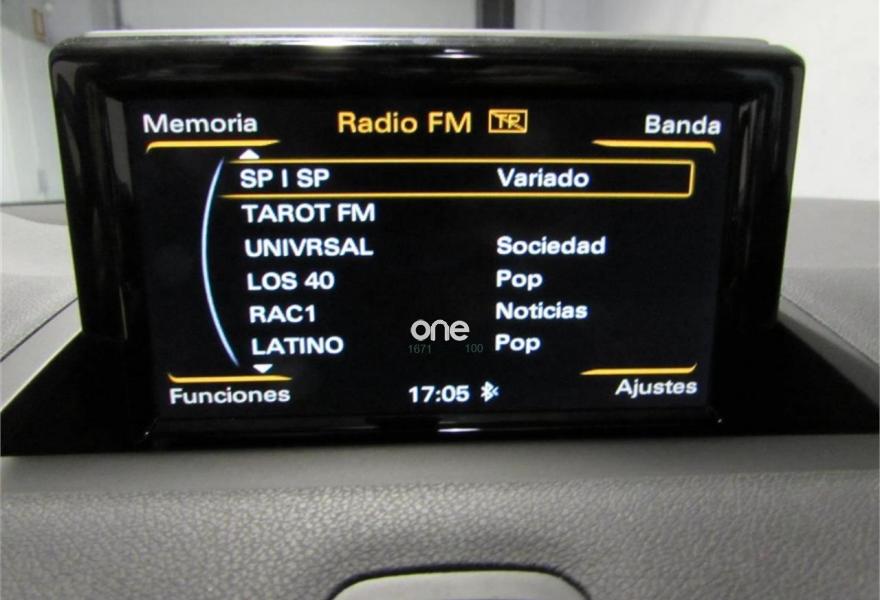 Memoria Radio FM TP Banda
SP I SP Variado
TAROT FM
UNIVRSAL Sociedad
LOS 40 Pop
RAC1 Noticias
LATINO Pop
one
1671 100
Funciones 17:05 Ajustes